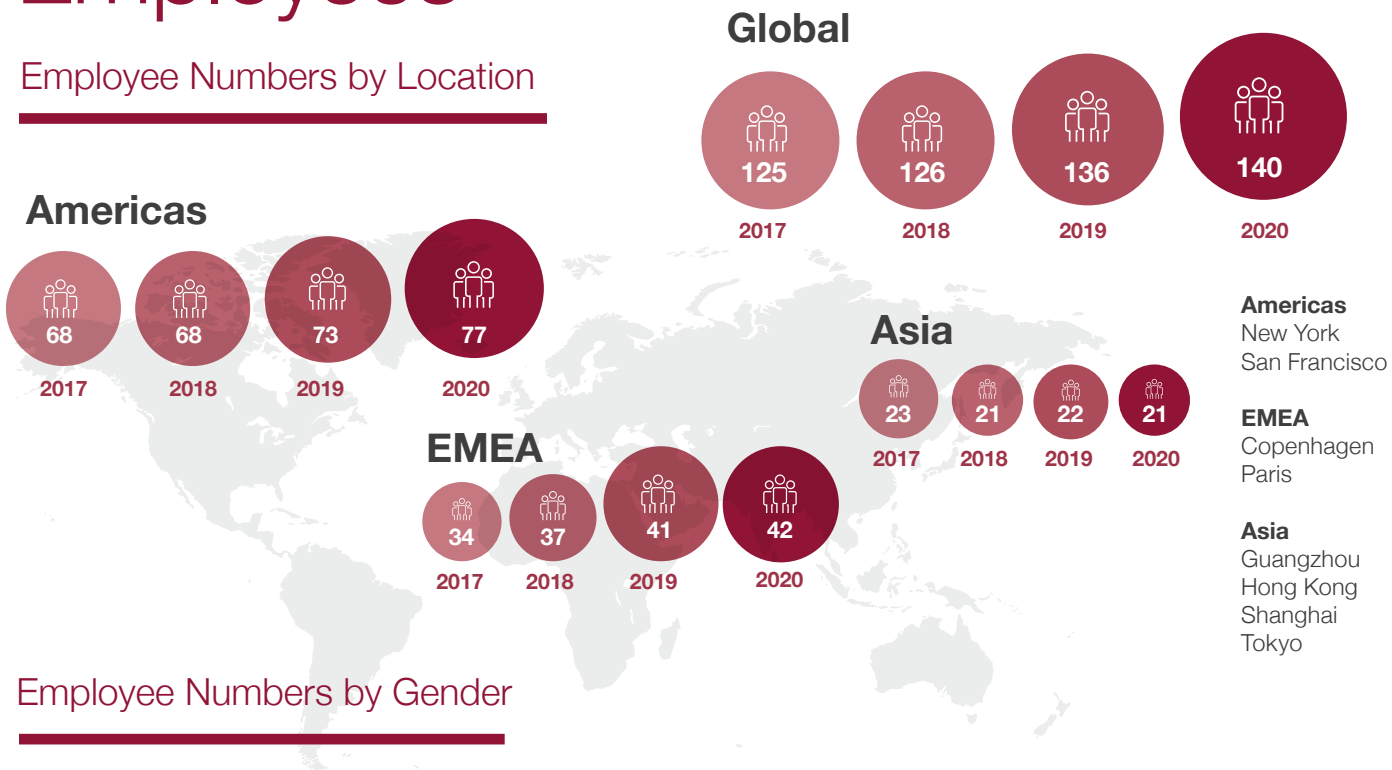 Employees
Employee Numbers by Location
Global
125
126
136
140
2017
2018
2019
2020
Americas
68
68
73
77
2017
2018
2019
2020
Asia
23
21
22
21
2017
2018
2019
2020
EMEA
34
37
41
42
2017
2018
2019
2020
Americas
New York
San Francisco
EMEA
Copenhagen
Paris
Asia
Guangzhou
Hong Kong
Shanghai
Tokyo
Employee Numbers by Gender